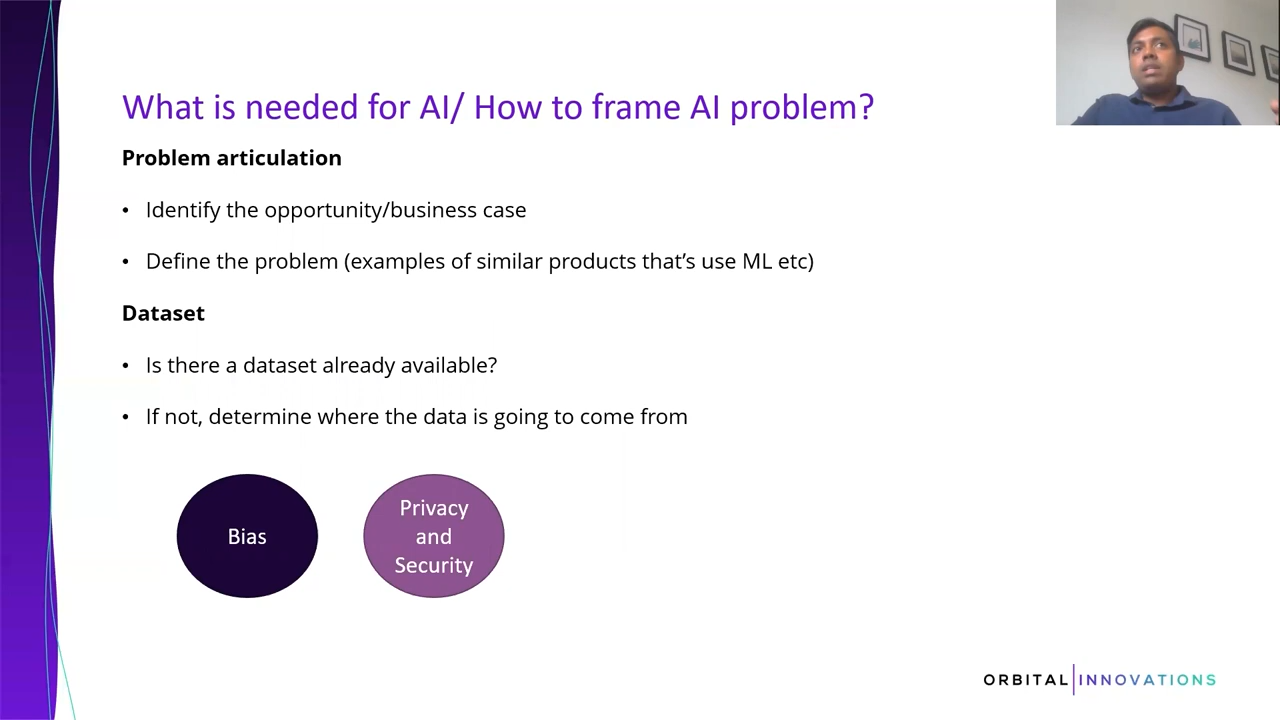 What is needed for AI/ How to frame AI problem?
Problem articulation
• Identify the opportunity/business case
• Define the problem (examples of similar products that's use ML etc)
Dataset
• Is there a dataset already available?
• If not, determine where the data is going to come from
Bias
Privacy
and
Security
ORBITAL INNOVATIONS